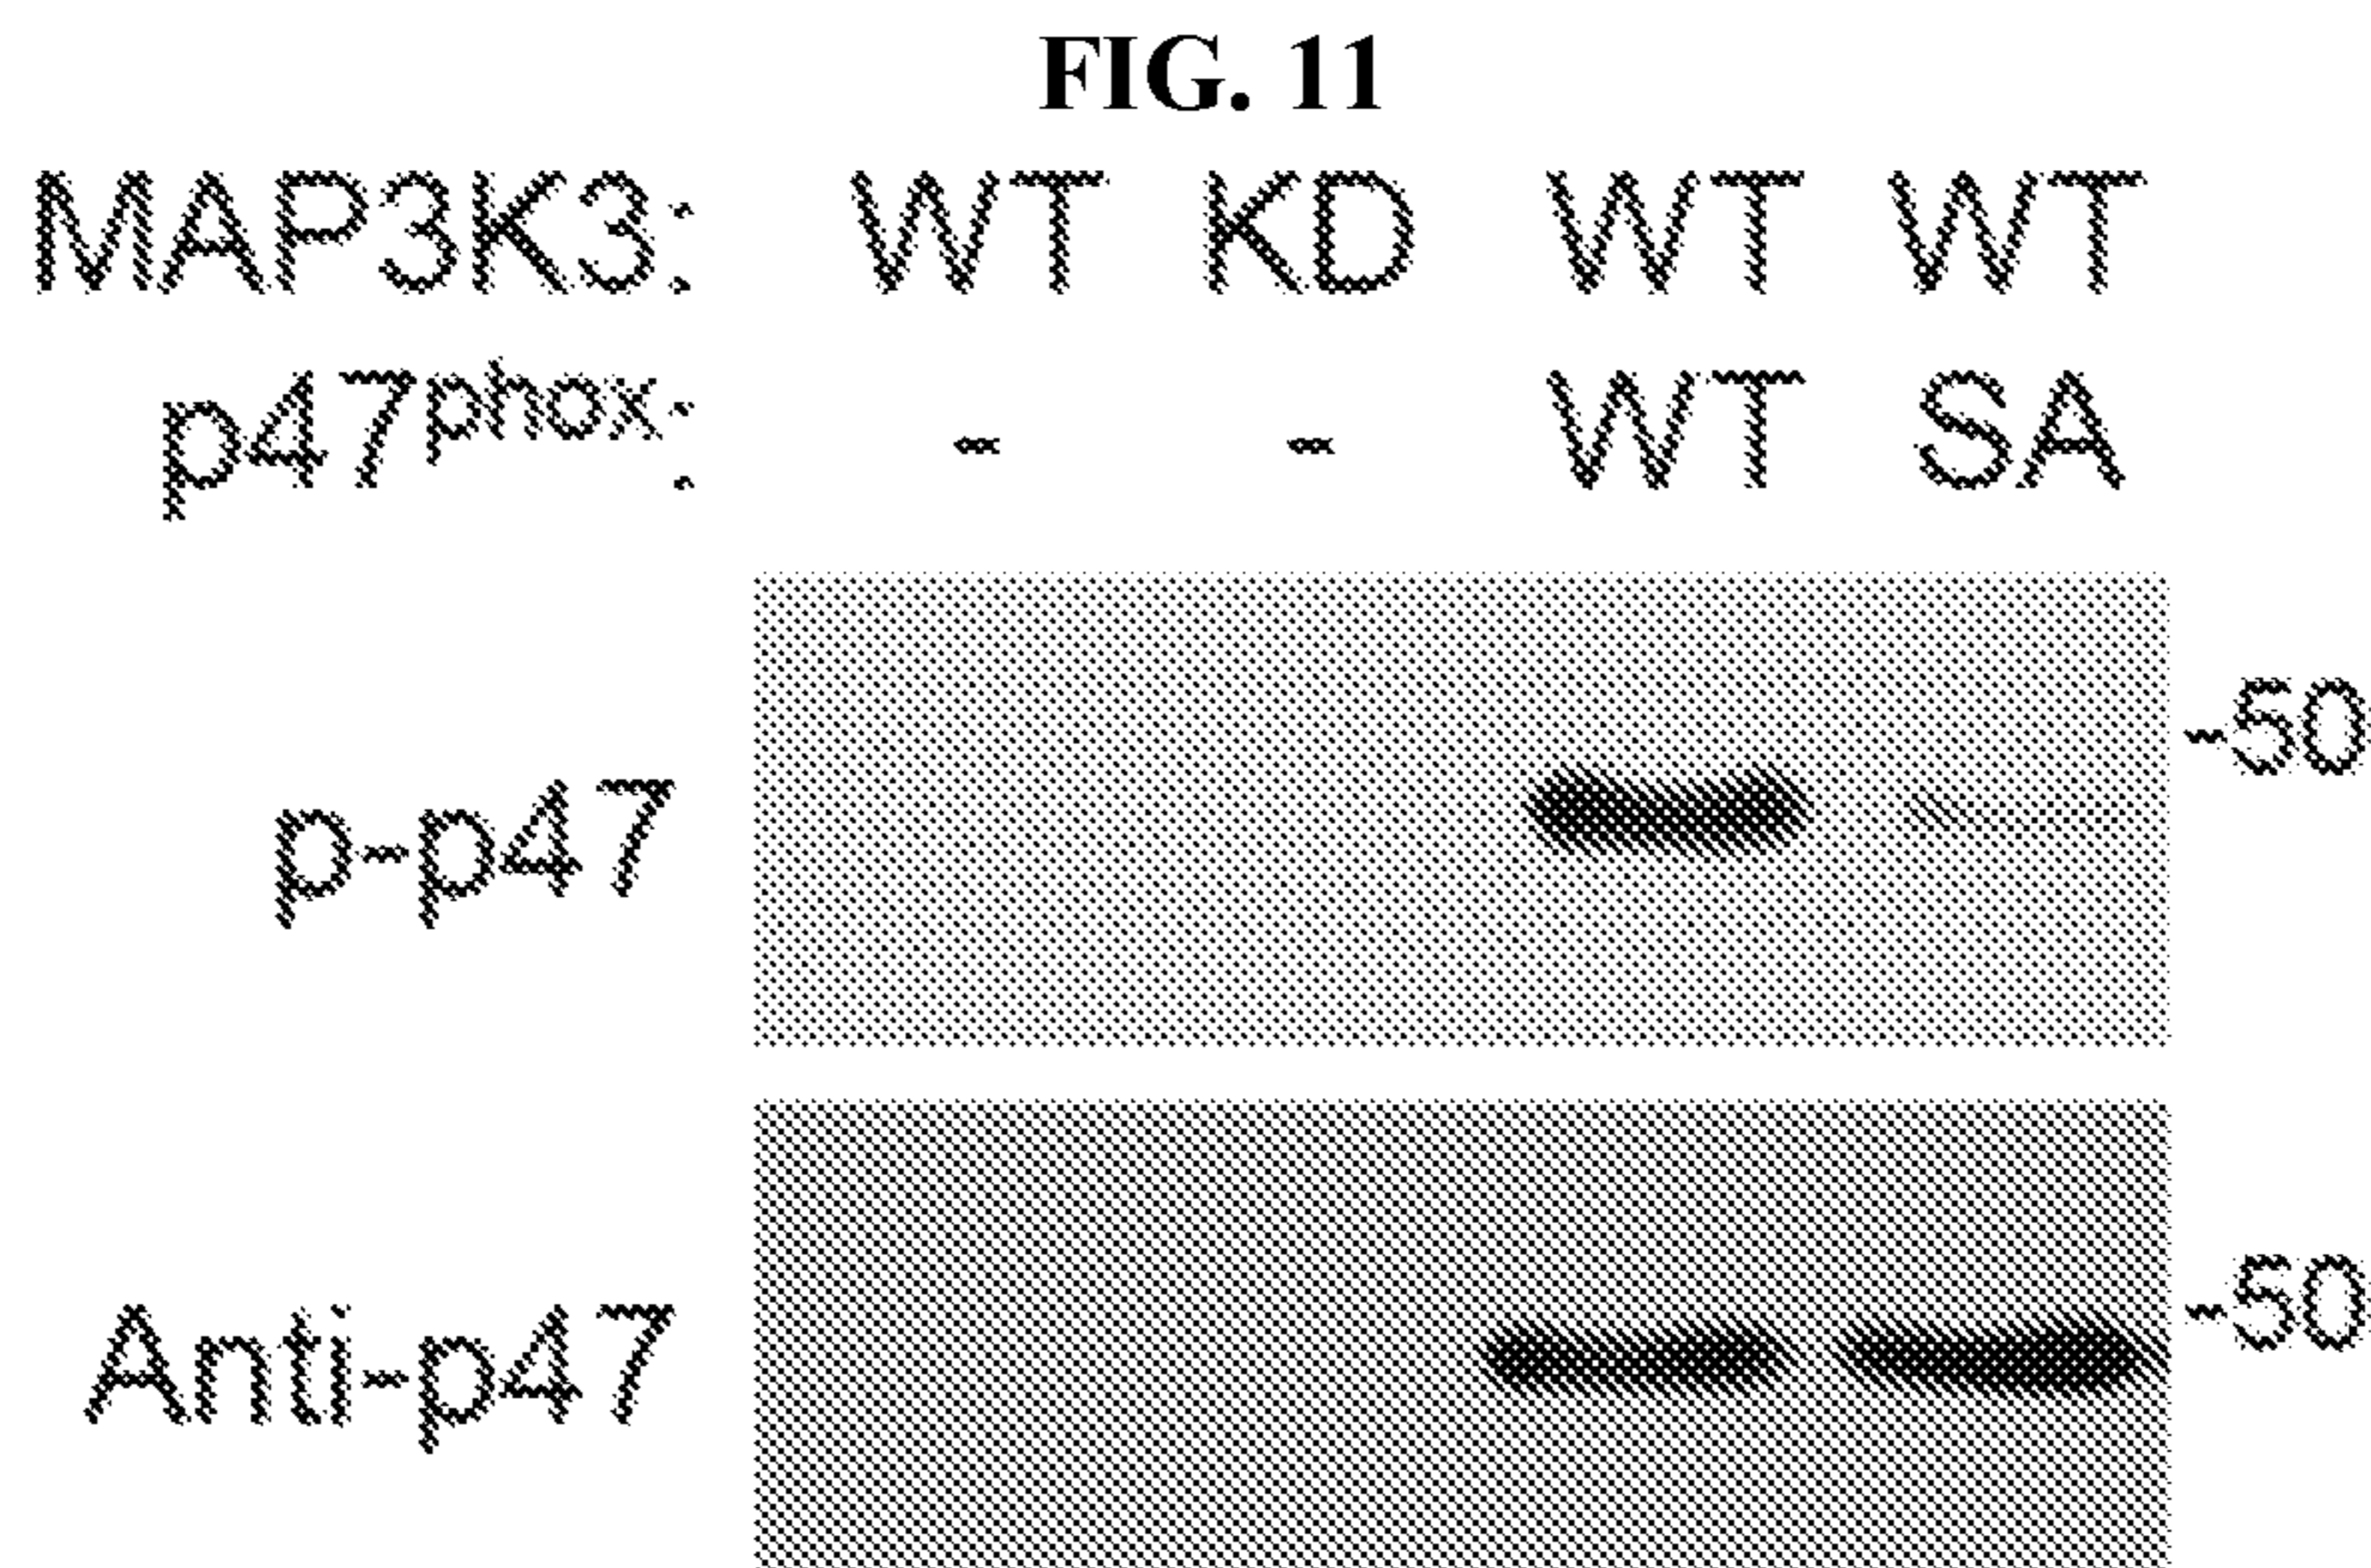 FIG. 11
MAP3K3: WT KD WT WT
p47phox: - - WT SA
-50
p-p47
-50
Anti-p47